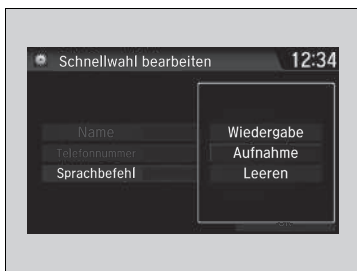 Schnellwahl bearbeiten 12:34
Name
Telefonnummer
Sprachbefehl
Wiedergabe
Aufnahme
Leeren